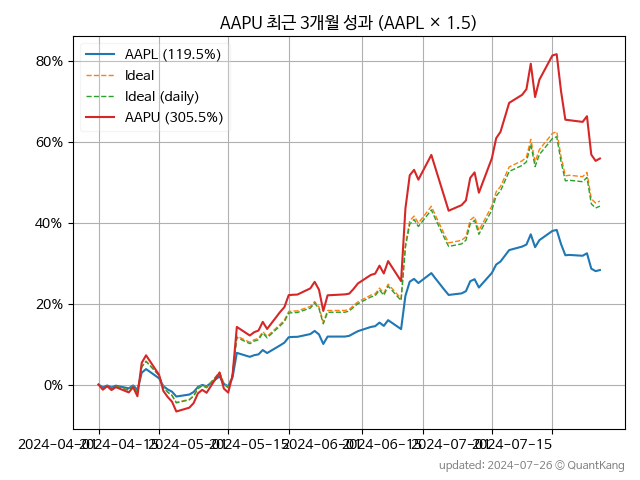 AAPU 최근 3개월 성과 (AAPL × 1.5)
AAPL (119.5%)
Ideal
Ideal (daily)
AAPU (305.5%)
80%
60%
40%
20%
0%
2024-04-01 2024-04-15 2024-05-01 2024-05-15 2024-06-01 2024-06-15 2024-07-01 2024-07-15
updated: 2024-07-26 © QuantKang